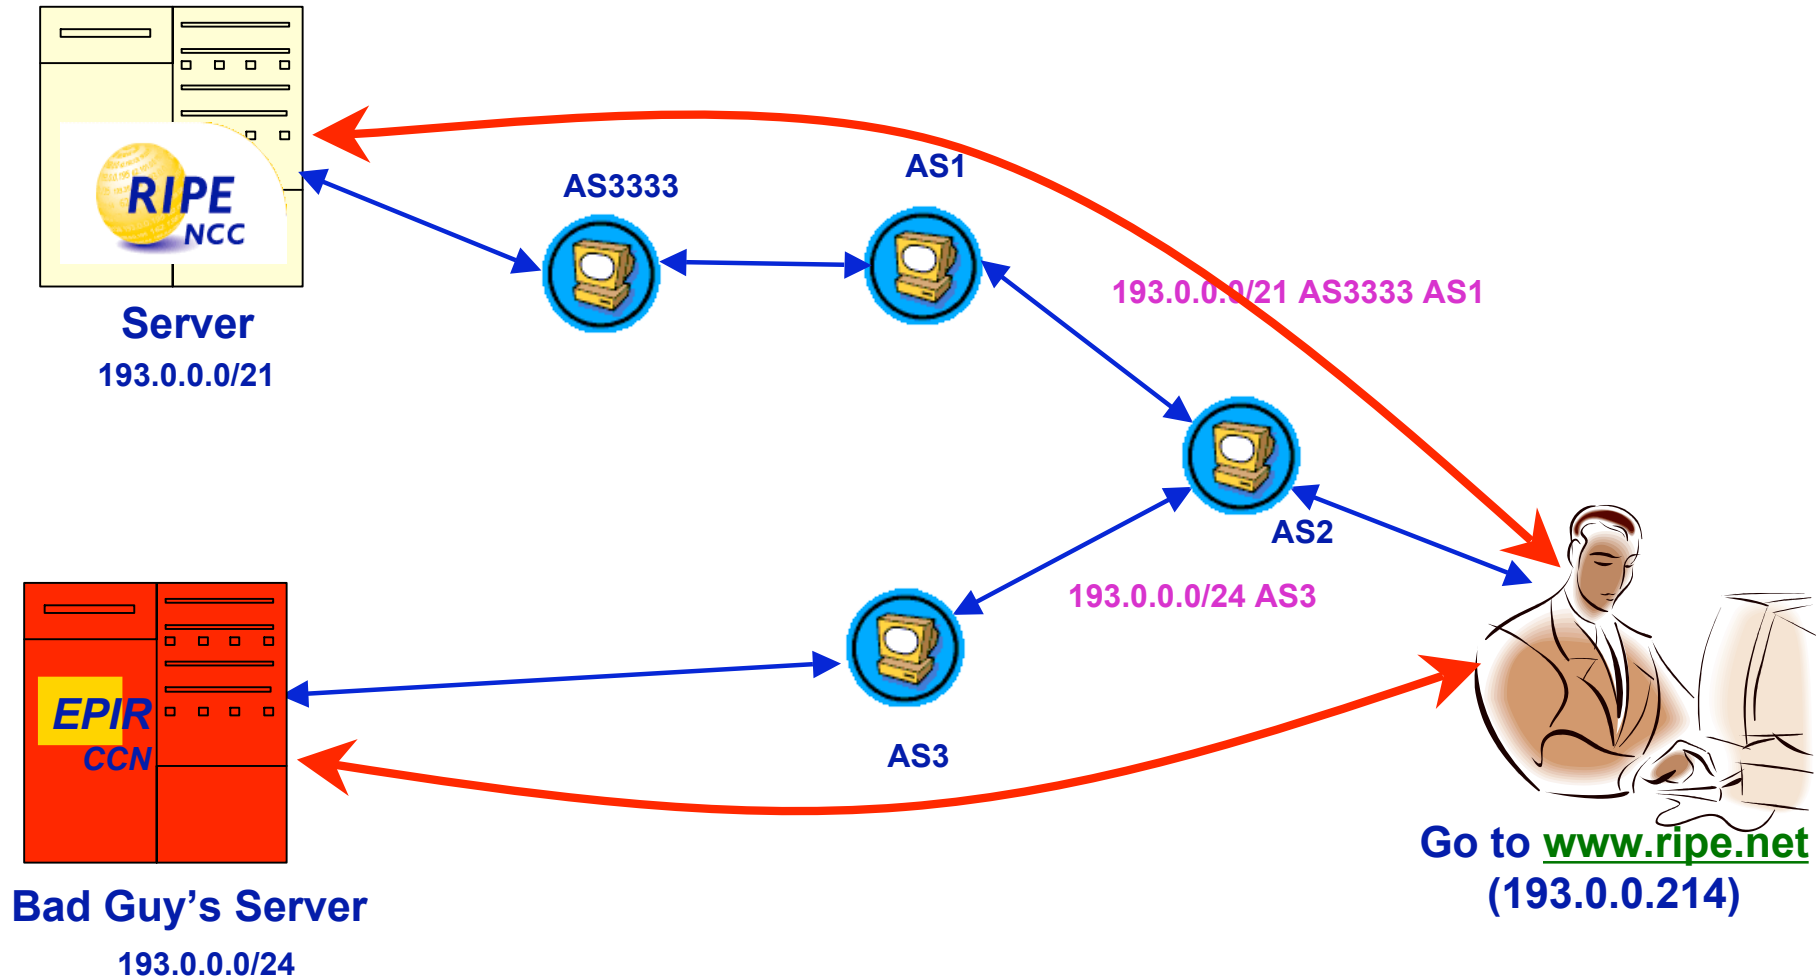 AS1
AS3333
RIPE
NCC
193.0.0.0/21 AS3333 AS1
Server
193.0.0.0/21
AS2
193.0.0.0/24 AS3
EPIR
CCN
AS3
Go to www.ripe.net
(193.0.0.214)
Bad Guy’s Server
193.0.0.0/24